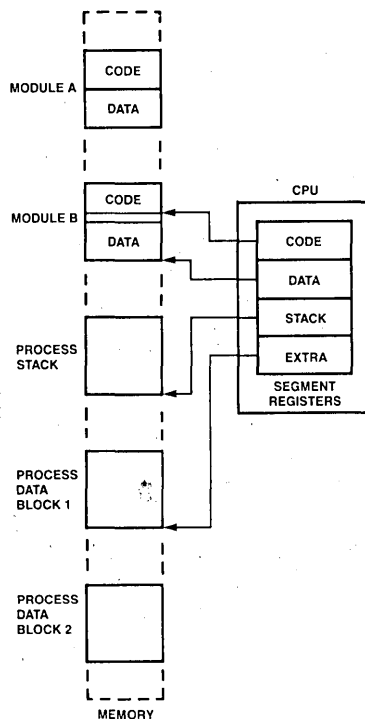 MODULE A
CODE
DATA
MODULE B
CODE
DATA
CPU
CODE
DATA
STACK
EXTRA
SEGMENT
REGISTERS
PROCESS
STACK
PROCESS
DATA
BLOCK 1
PROCESS
DATA
BLOCK 2
MEMORY